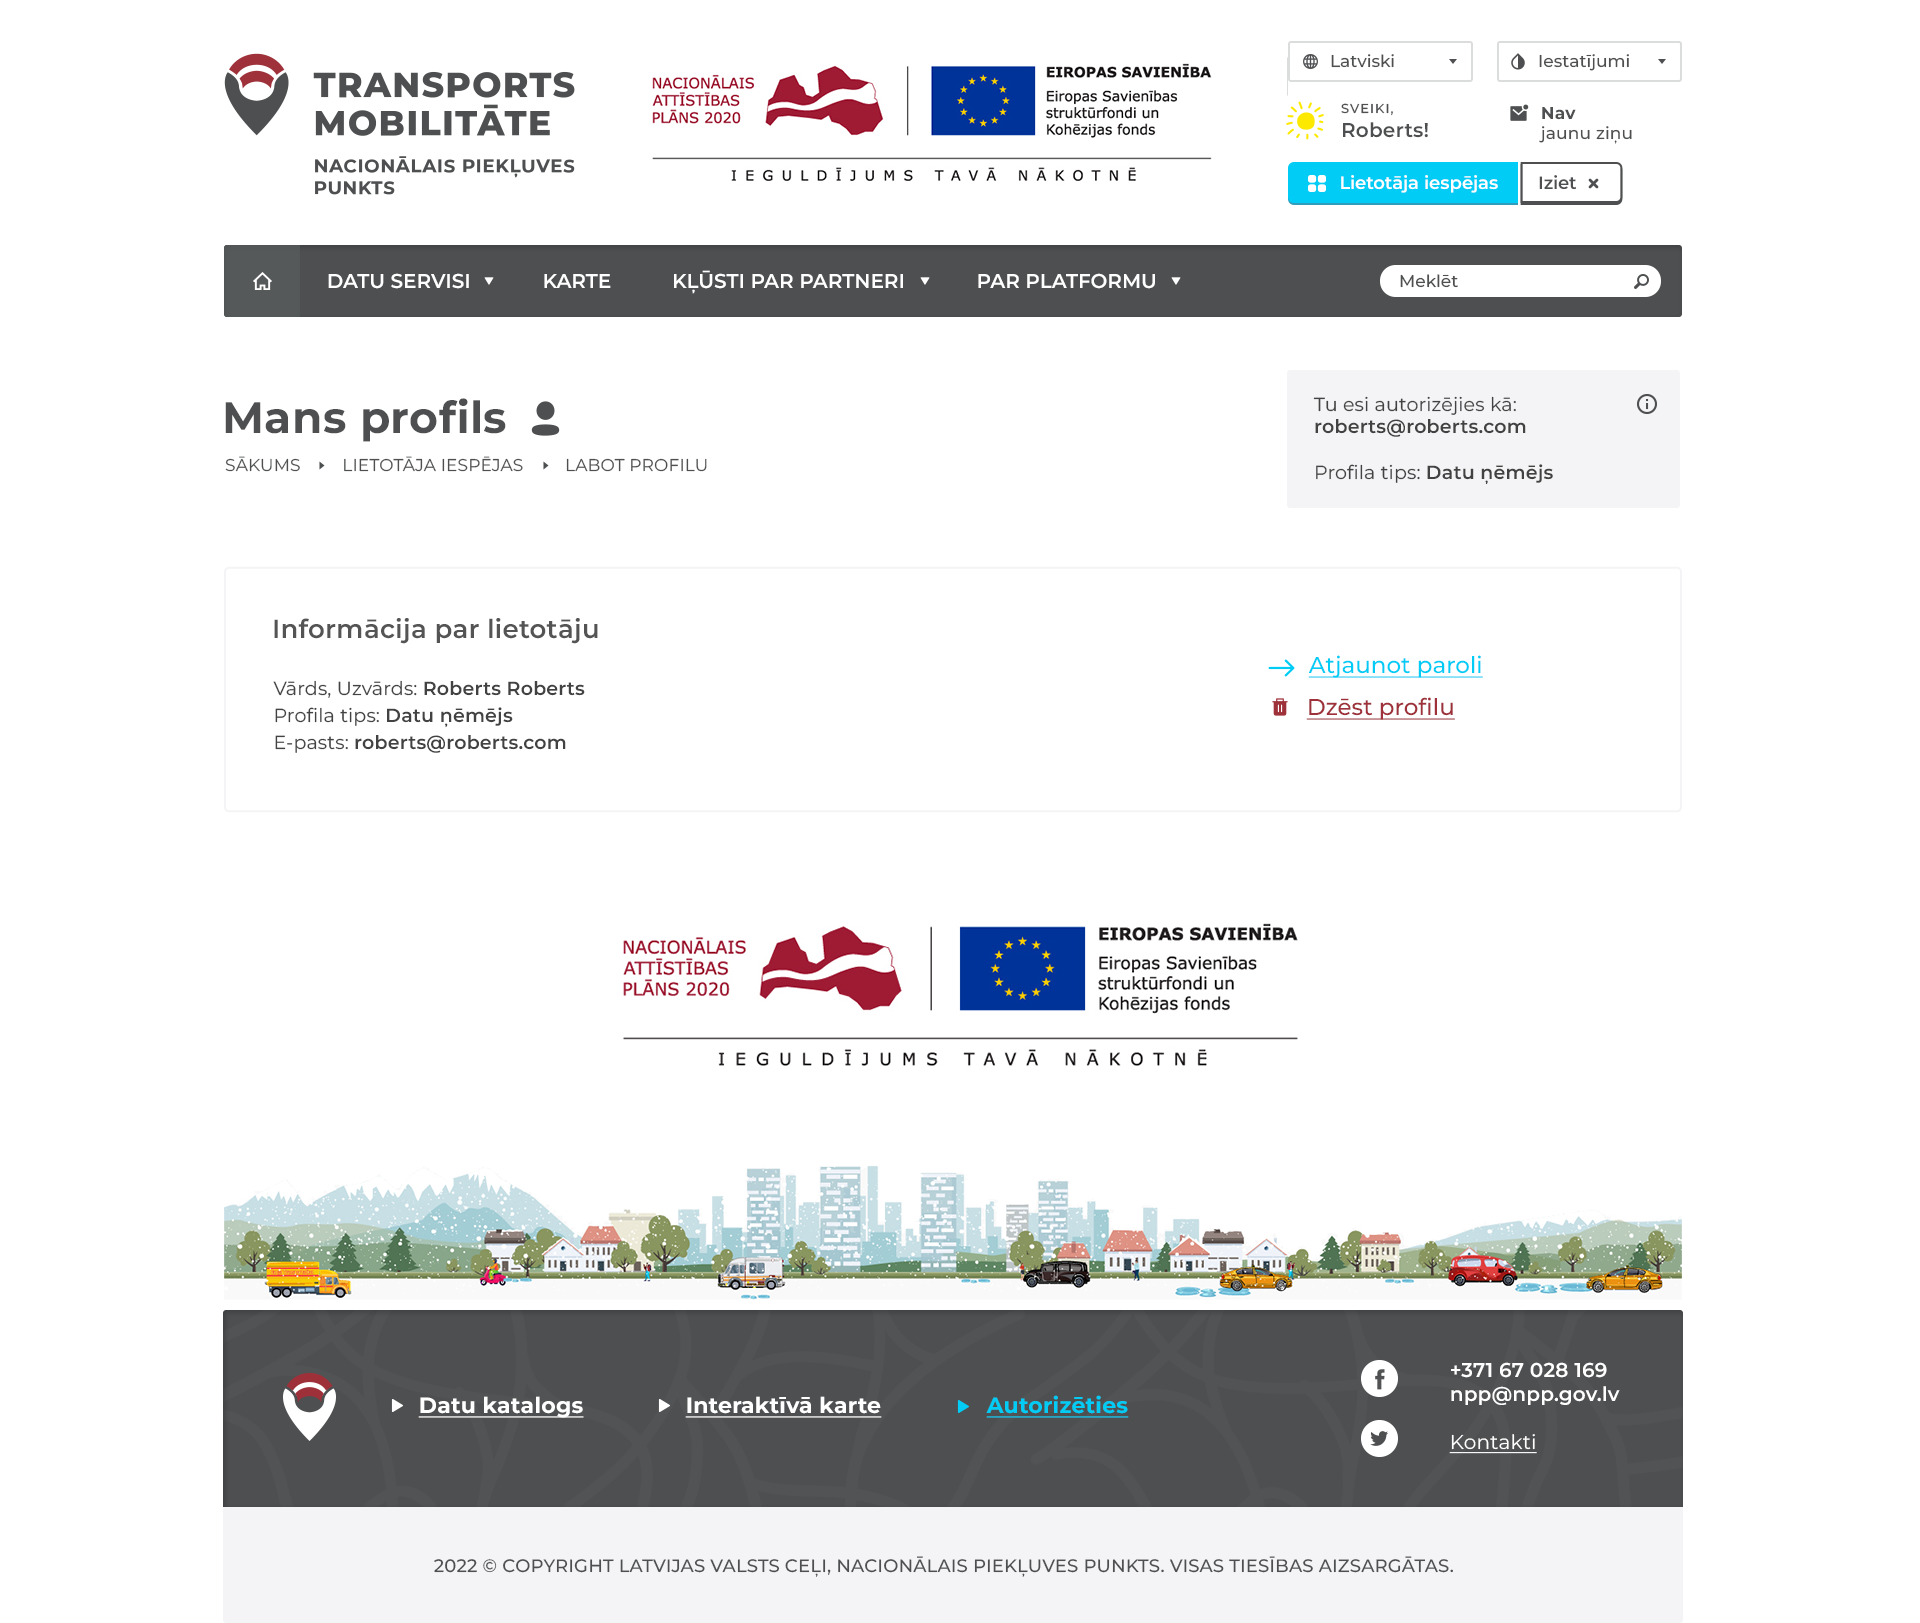 TRANSPORTS
MOBILITĀTE
NACIONĀLAIS PIEKĻUVES
PUNKTS
NACIONĀLAIS
ATTĪSTĪBAS
PLĀNS 2020
EIROPAS SAVIENĪBA
Eiropas Savienības
struktūrfondi un
Kohēzijas fonds
IEGULDĪJUMS TAVĀ NĀKOTNĒ
Latviski
Iestatījumi
SVEIKI,
Roberts!
Nav
jaunu ziņu
Lietotāja iespējas
Iziet
DATU SERVISI
KARTE
KĻŪSTI PAR PARTNERI
PAR PLATFORMU
Meklēt
Mans profils
SĀKUMS
LIETOTĀJA IESPĒJAS
LABOT PROFILU
Tu esi autorizējies kā:
roberts@roberts.com
Profila tips: Datu ņēmējs
Informācija par lietotāju
Vārds, Uzvārds: Roberts Roberts
Profila tips: Datu ņēmējs
E-pasts: roberts@roberts.com
Atjaunot paroli
Dzēst profilu
NACIONĀLAIS
ATTĪSTĪBAS
PLĀNS 2020
EIROPAS SAVIENĪBA
Eiropas Savienības
struktūrfondi un
Kohēzijas fonds
IEGULDĪJUMS TAVĀ NĀKOTNĒ
Datu katalogs
Interaktīvā karte
Autorizēties
+371 67 028 169
npp@npp.gov.lv
Kontakti
2022 © COPYRIGHT LATVIJAS VALSTS CEĻI, NACIONĀLAIS PIEKĻUVES PUNKTS. VISAS TIESĪBAS AIZSARGĀTAS.